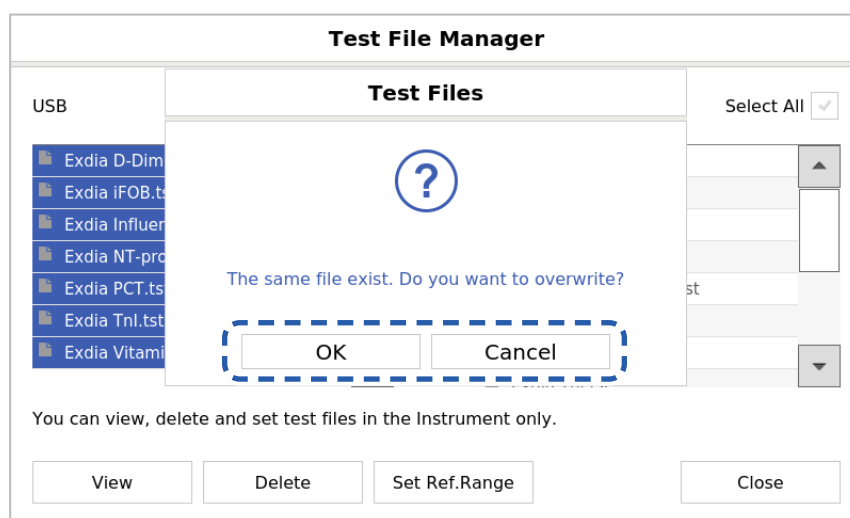 Test File Manager
USB
Test Files
Select All
Exdia D-Dim
Exdia iFOB.ts
Exdia Influer
Exdia NT-pro
Exdia PCT.ts
st
Exdia TnI.tst
Exdia Vitami
?
The same file exist. Do you want to overwrite?
OK
Cancel
You can view, delete and set test files in the Instrument only.
View
Delete
Set Ref.Range
Close